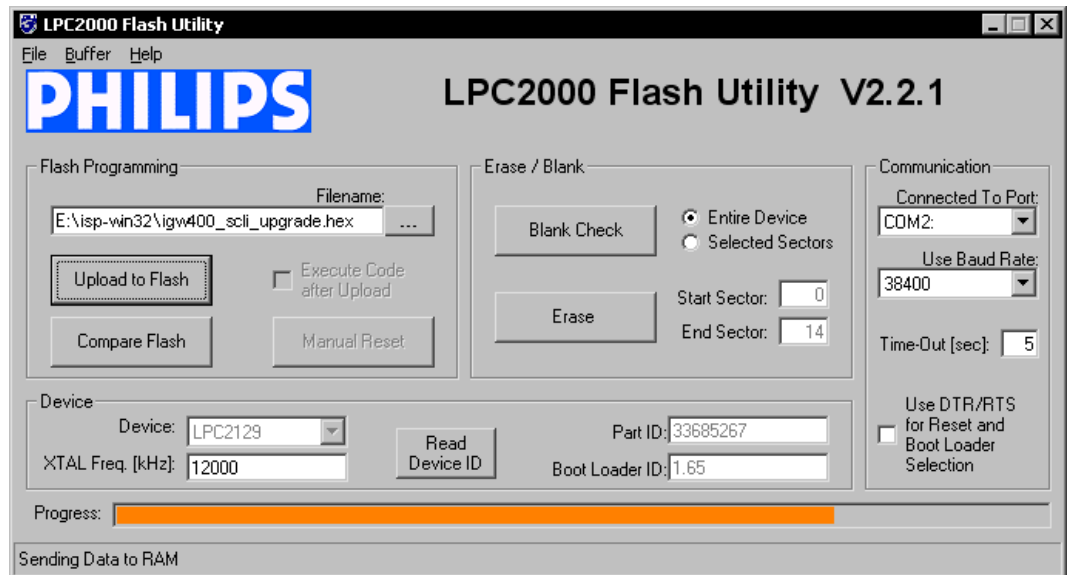 LPC2000 Flash Utility
File Buffer Help
PHILIPS
LPC2000 Flash Utility V2.2.1
Flash Programming
Filename:
E:\isp-win32\igw400_scli_upgrade.hex
...
Upload to Flash
Execute Code
after Upload
Compare Flash
Manual Reset
Erase / Blank
Blank Check
Entire Device
Selected Sectors
Erase
Start Sector: 0
End Sector: 14
Communication
Connected To Port:
COM2:
Use Baud Rate:
38400
Time-Out [sec]: 5
Use DTR/RTS
for Reset and
Boot Loader
Selection
Device
Device: LPC2129
XTAL Freq. [kHz]: 12000
Read
Device ID
Part ID: 33685267
Boot Loader ID: 1.65
Progress:
Sending Data to RAM